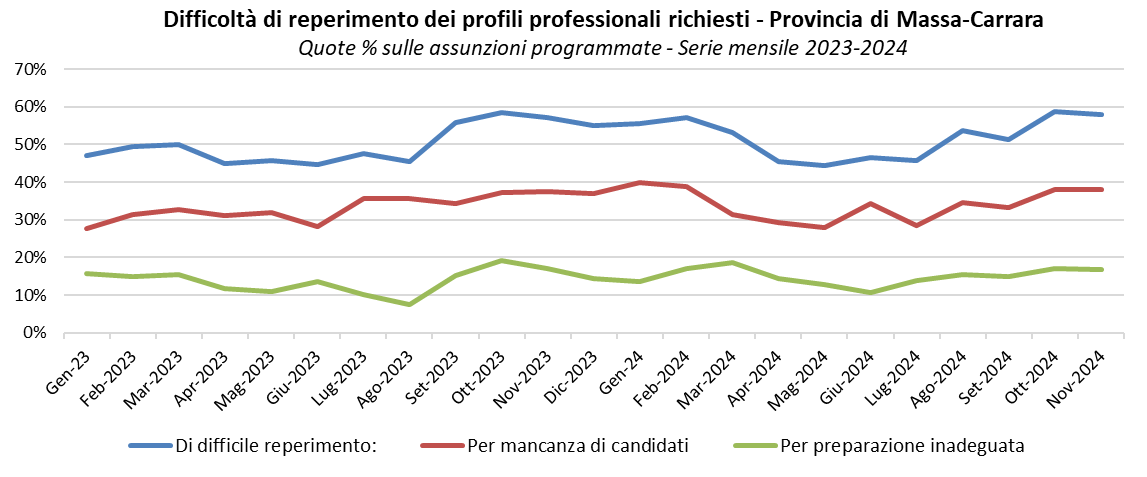 Difficoltà di reperimento dei profili professionali richiesti - Provincia di Massa-Carrara
Quote % sulle assunzioni programmate - Serie mensile 2023-2024
70%
60%
50%
40%
30%
20%
10%
0%
Gen-23
Feb-2023
Mar-2023
Apr-2023
Mag-2023
Giu-2023
Lug-2023
Ago-2023
Set-2023
Ott-2023
Nov-2023
Dic-2023
Gen-24
Feb-2024
Mar-2024
Apr-2024
Mag-2024
Giu-2024
Lug-2024
Ago-2024
Set-2024
Ott-2024
Nov-2024
Di difficile reperimento:
Per mancanza di candidati
Per preparazione inadeguata